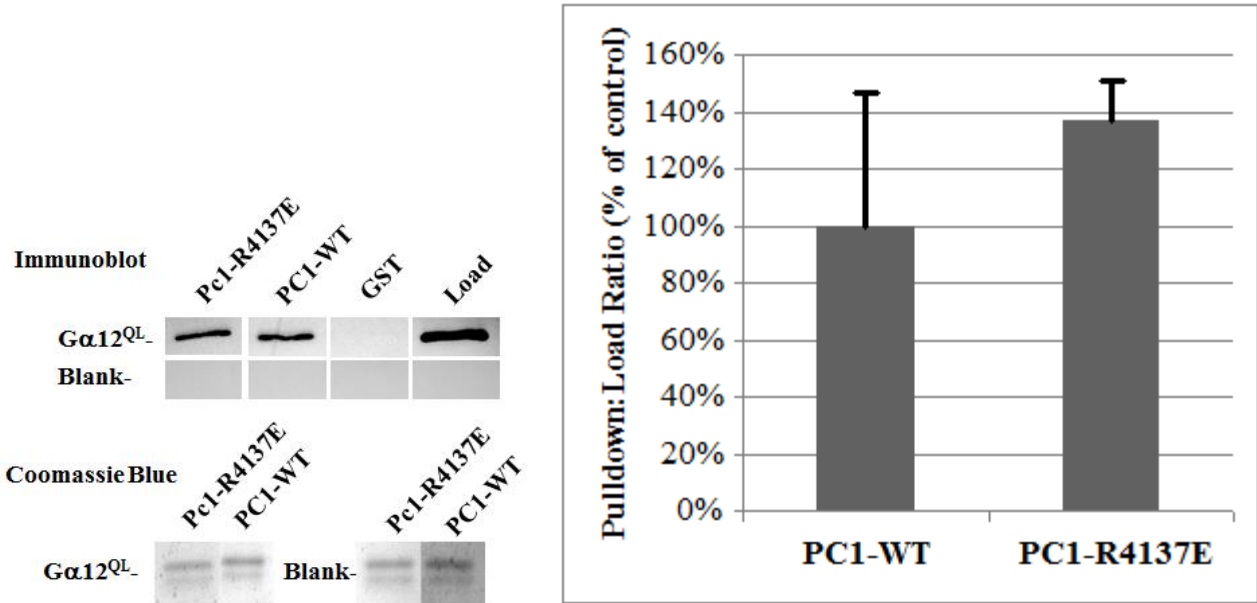 Immunoblot
Pc1-R4137E
PC1-WT
GST
Load
Gα12QL-
Blank-
Coomassie Blue
Pc1-R4137E
PC1-WT
Pc1-R4137E
PC1-WT
Gα12QL-
Blank-
Pulldown:Load Ratio (% of control)
160%
140%
120%
100%
80%
60%
40%
20%
0%
PC1-WT
PC1-R4137E